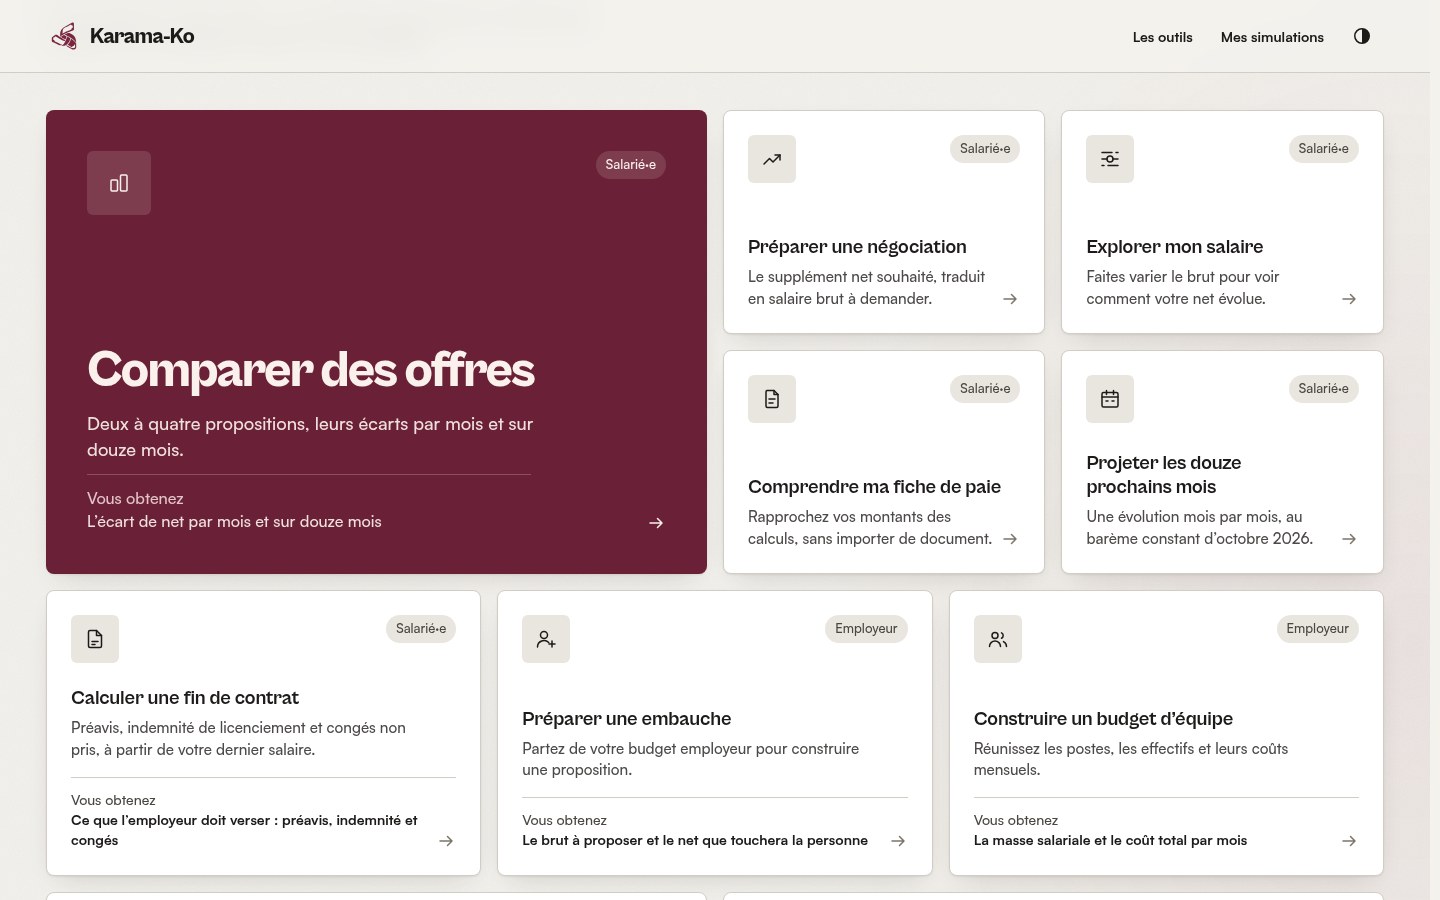 Karama-Ko
Les outils
Mes simulations
Salarié·e
Comparer des offres
Deux à quatre propositions, leurs écarts par mois et sur
douze mois.
Vous obtenez
L’écart de net par mois et sur douze mois
Salarié·e
Préparer une négociation
Le supplément net souhaité, traduit
en salaire brut à demander.
Salarié·e
Explorer mon salaire
Faites varier le brut pour voir
comment votre net évolue.
Salarié·e
Comprendre ma fiche de paie
Rapprochez vos montants des
calculs, sans importer de document.
Salarié·e
Projeter les douze
prochains mois
Une évolution mois par mois, au
barème constant d’octobre 2026.
Salarié·e
Calculer une fin de contrat
Préavis, indemnité de licenciement et congés non
pris, à partir de votre dernier salaire.
Vous obtenez
Ce que l’employeur doit verser : préavis, indemnité et
congés
Employeur
Préparer une embauche
Partez de votre budget employeur pour construire
une proposition.
Vous obtenez
Le brut à proposer et le net que touchera la personne
Employeur
Construire un budget d’équipe
Réunissez les postes, les effectifs et leurs coûts
mensuels.
Vous obtenez
La masse salariale et le coût total par mois